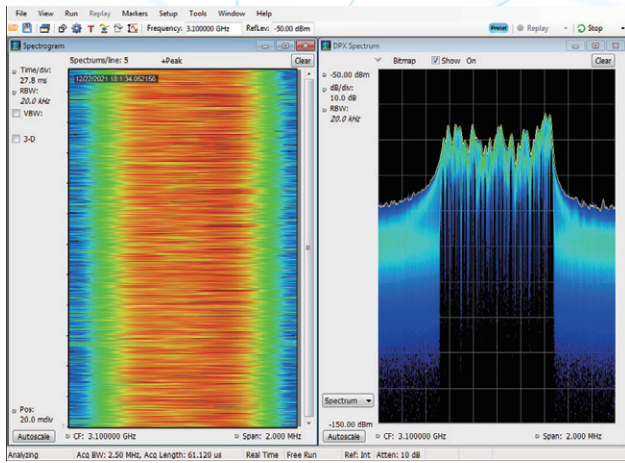 File View Run Replay Markers Setup Tools Window Help
T Frequency: 3.100000 GHz RefLev: -50.00 dBm Preset Replay Stop
Spectrogram
Spectrums/line: 5 +Peak Clear
Time/div:
27.8 ms
RBW:
20.0 kHz
VBW:
3-D
12/22/2021 18:1:34.052156
Pos:
20.0 mdiv
Autoscale CF: 3.100000 GHz Span: 2.000 MHz
DPX Spectrum
Bitmap Show On Clear
-50.00 dBm
dB/div:
10.0 dB
RBW:
20.0 kHz
Spectrum
-150.00 dBm
Autoscale CF: 3.100000 GHz Span: 2.000 MHz
Analyzing Acq BW: 2.50 MHz, Acq Length: 61.120 us Real Time Free Run Ref: Int Atten: 10 dB